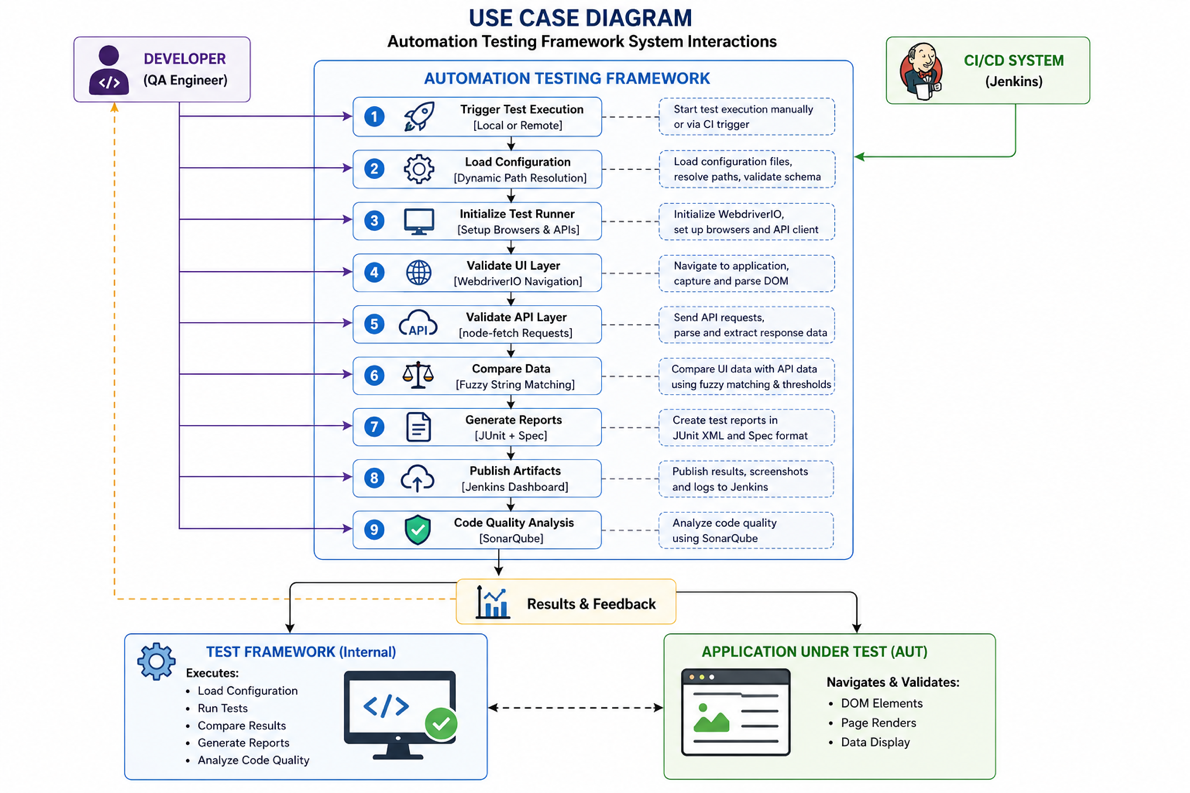 USE CASE DIAGRAM
Automation Testing Framework System Interactions
DEVELOPER
(QA Engineer)
</>
CI/CD SYSTEM
(Jenkins)
AUTOMATION TESTING FRAMEWORK
1
Trigger Test Execution
[Local or Remote]
Start test execution manually
or via CI trigger
2
Load Configuration
[Dynamic Path Resolution]
Load configuration files,
resolve paths, validate schema
3
Initialize Test Runner
[Setup Browsers & APIs]
Initialize WebdriverIO,
set up browsers and API client
4
Validate UI Layer
[WebdriverIO Navigation]
Navigate to application,
capture and parse DOM
5
API
Validate API Layer
[node-fetch Requests]
Send API requests,
parse and extract response data
6
Compare Data
[Fuzzy String Matching]
Compare UI data with API data
using fuzzy matching & thresholds
7
Generate Reports
[JUnit + Spec]
Create test reports in
JUnit XML and Spec format
8
Publish Artifacts
[Jenkins Dashboard]
Publish results, screenshots
and logs to Jenkins
9
Code Quality Analysis
[SonarQube]
Analyze code quality
using SonarQube
Results & Feedback
TEST FRAMEWORK (Internal)
Executes:
• Load Configuration
• Run Tests
• Compare Results
• Generate Reports
• Analyze Code Quality
</>
APPLICATION UNDER TEST (AUT)
Navigates & Validates:
• DOM Elements
• Page Renders
• Data Display